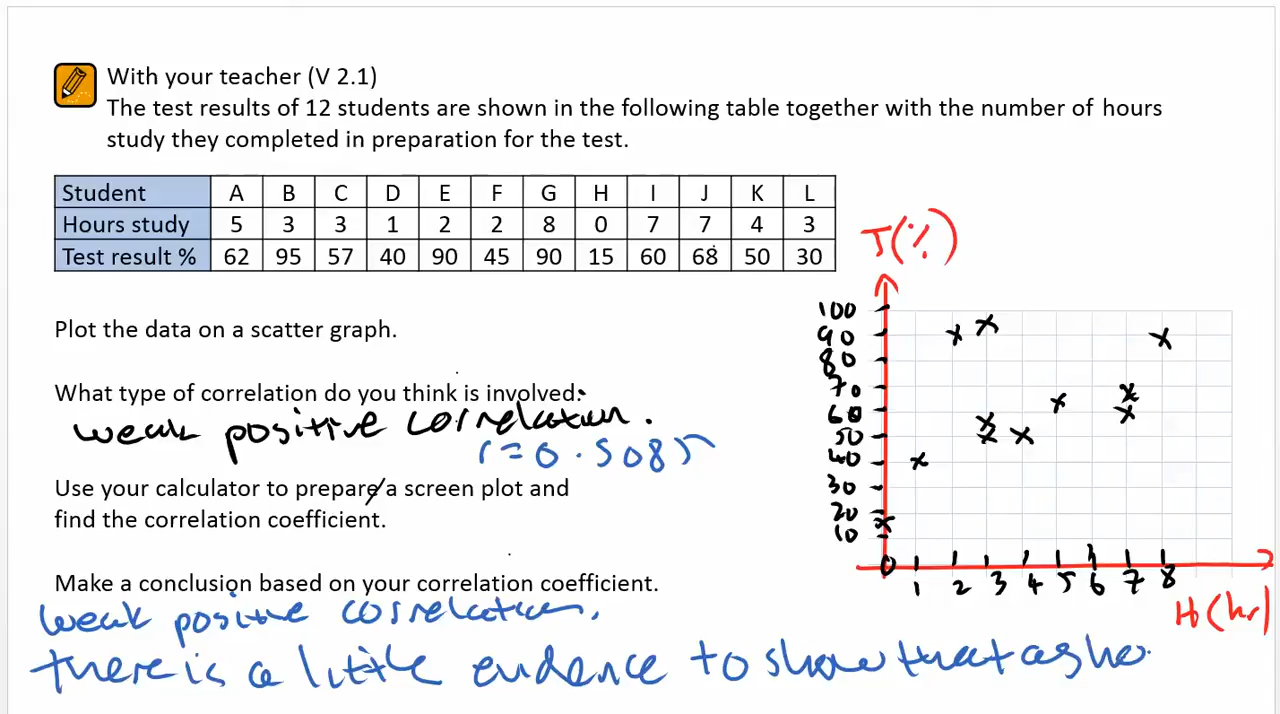 With your teacher (V 2.1)
The test results of 12 students are shown in the following table together with the number of hours
study they completed in preparation for the test.
Student A B C D E F G H I J K L
Hours study 5 3 3 1 2 2 8 0 7 7 4 3
Test result % 62 95 57 40 90 45 90 15 60 68 50 30
Plot the data on a scatter graph.
What type of correlation do you think is involved:
weak positive correlation.
r = 0.5085
Use your calculator to prepare a screen plot and
find the correlation coefficient.
Make a conclusion based on your correlation coefficient.
weak positive correlation.
there is a little evidence to show that as ho
T(%)
100
90
80
70
60
50
40
30
20
10
0
1 2 3 4 5 6 7 8
H(hr)